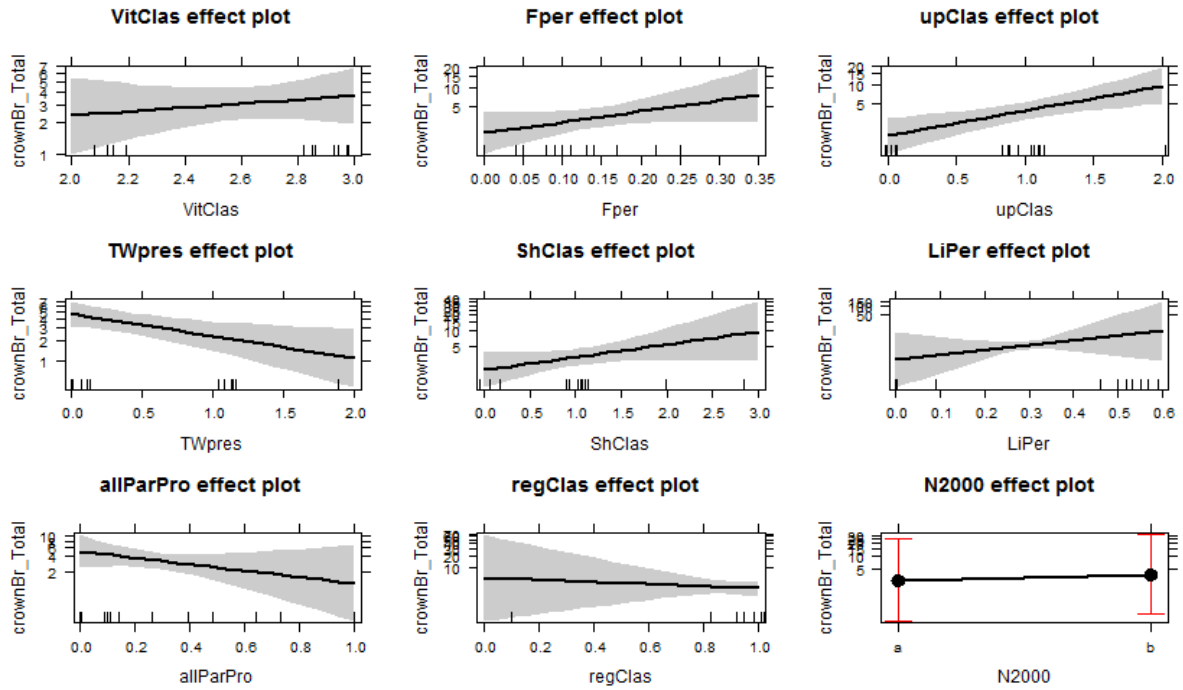 VitClas effect plot
crownBr_Total
7
6
5
4
3
2
1
2.0 2.2 2.4 2.6 2.8 3.0
VitClas
Fper effect plot
crownBr_Total
20
15
10
5
0.00 0.05 0.10 0.15 0.20 0.25 0.30 0.35
Fper
upClas effect plot
crownBr_Total
20
15
10
5
0.0 0.5 1.0 1.5 2.0
upClas
TWpres effect plot
crownBr_Total
7
6
5
4
3
2
1
0.0 0.5 1.0 1.5 2.0
TWpres
ShClas effect plot
crownBr_Total
10
5
0.0 0.5 1.0 1.5 2.0 2.5 3.0
ShClas
LiPer effect plot
crownBr_Total
150
50
0.0 0.1 0.2 0.3 0.4 0.5 0.6
LiPer
allParPro effect plot
crownBr_Total
10
8
6
4
2
0.0 0.2 0.4 0.6 0.8 1.0
allParPro
regClas effect plot
crownBr_Total
20
10
0.0 0.2 0.4 0.6 0.8 1.0
regClas
N2000 effect plot
crownBr_Total
10
5
a b
N2000